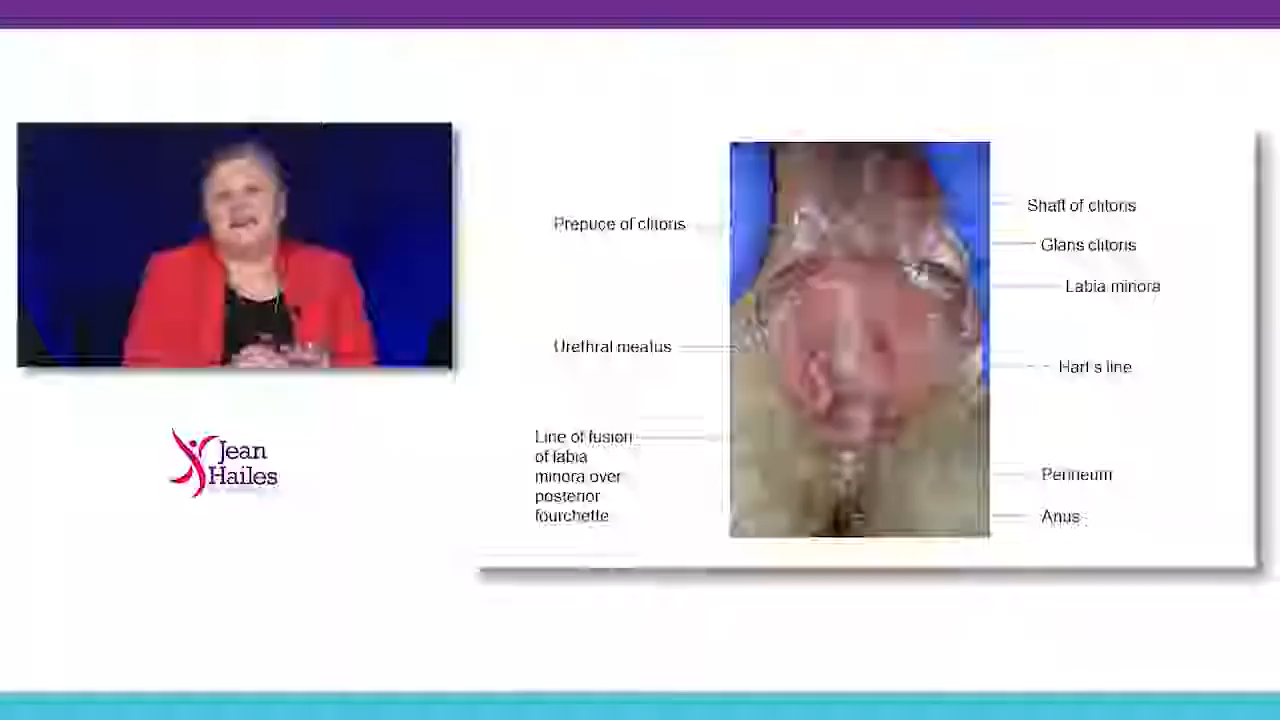 Prepuce of clitoris
Shaft of clitoris
Glans clitoris
Labia minora
Urethral meatus
Hart's line
Line of fusion
of labia
minora over
posterior
fourchette
Perineum
Anus
Jean
Hailes